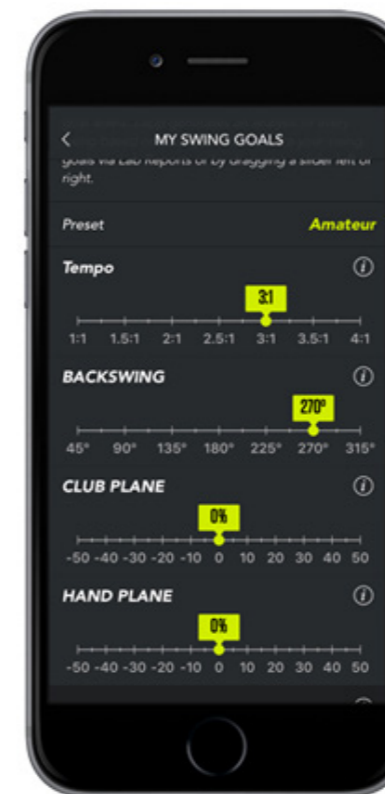 MY SWING GOALS
goals via Lab Reports or by dragging a slider left or
right.
Preset Amateur
Tempo
3:1
1:1 1.5:1 2:1 2.5:1 3:1 3.5:1 4:1
BACKSWING
270°
45° 90° 135° 180° 225° 270° 315°
CLUB PLANE
0%
-50 -40 -30 -20 -10 0 10 20 30 40 50
HAND PLANE
0%
-50 -40 -30 -20 -10 0 10 20 30 40 50